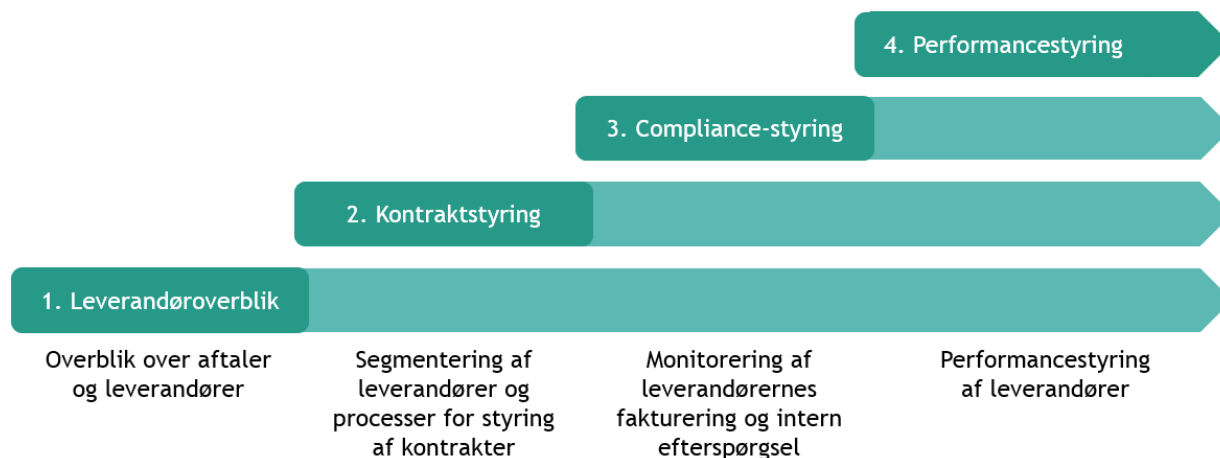 4. Performancestyring
3. Compliance-styring
2. Kontraktstyring
1. Leverandøroverblik
Overblik over aftaler
og leverandører
Segmentering af
leverandører og
processer for styring
af kontrakter
Monitorering af
leverandørernes
fakturering og intern
efterspørgsel
Performancestyring
af leverandører